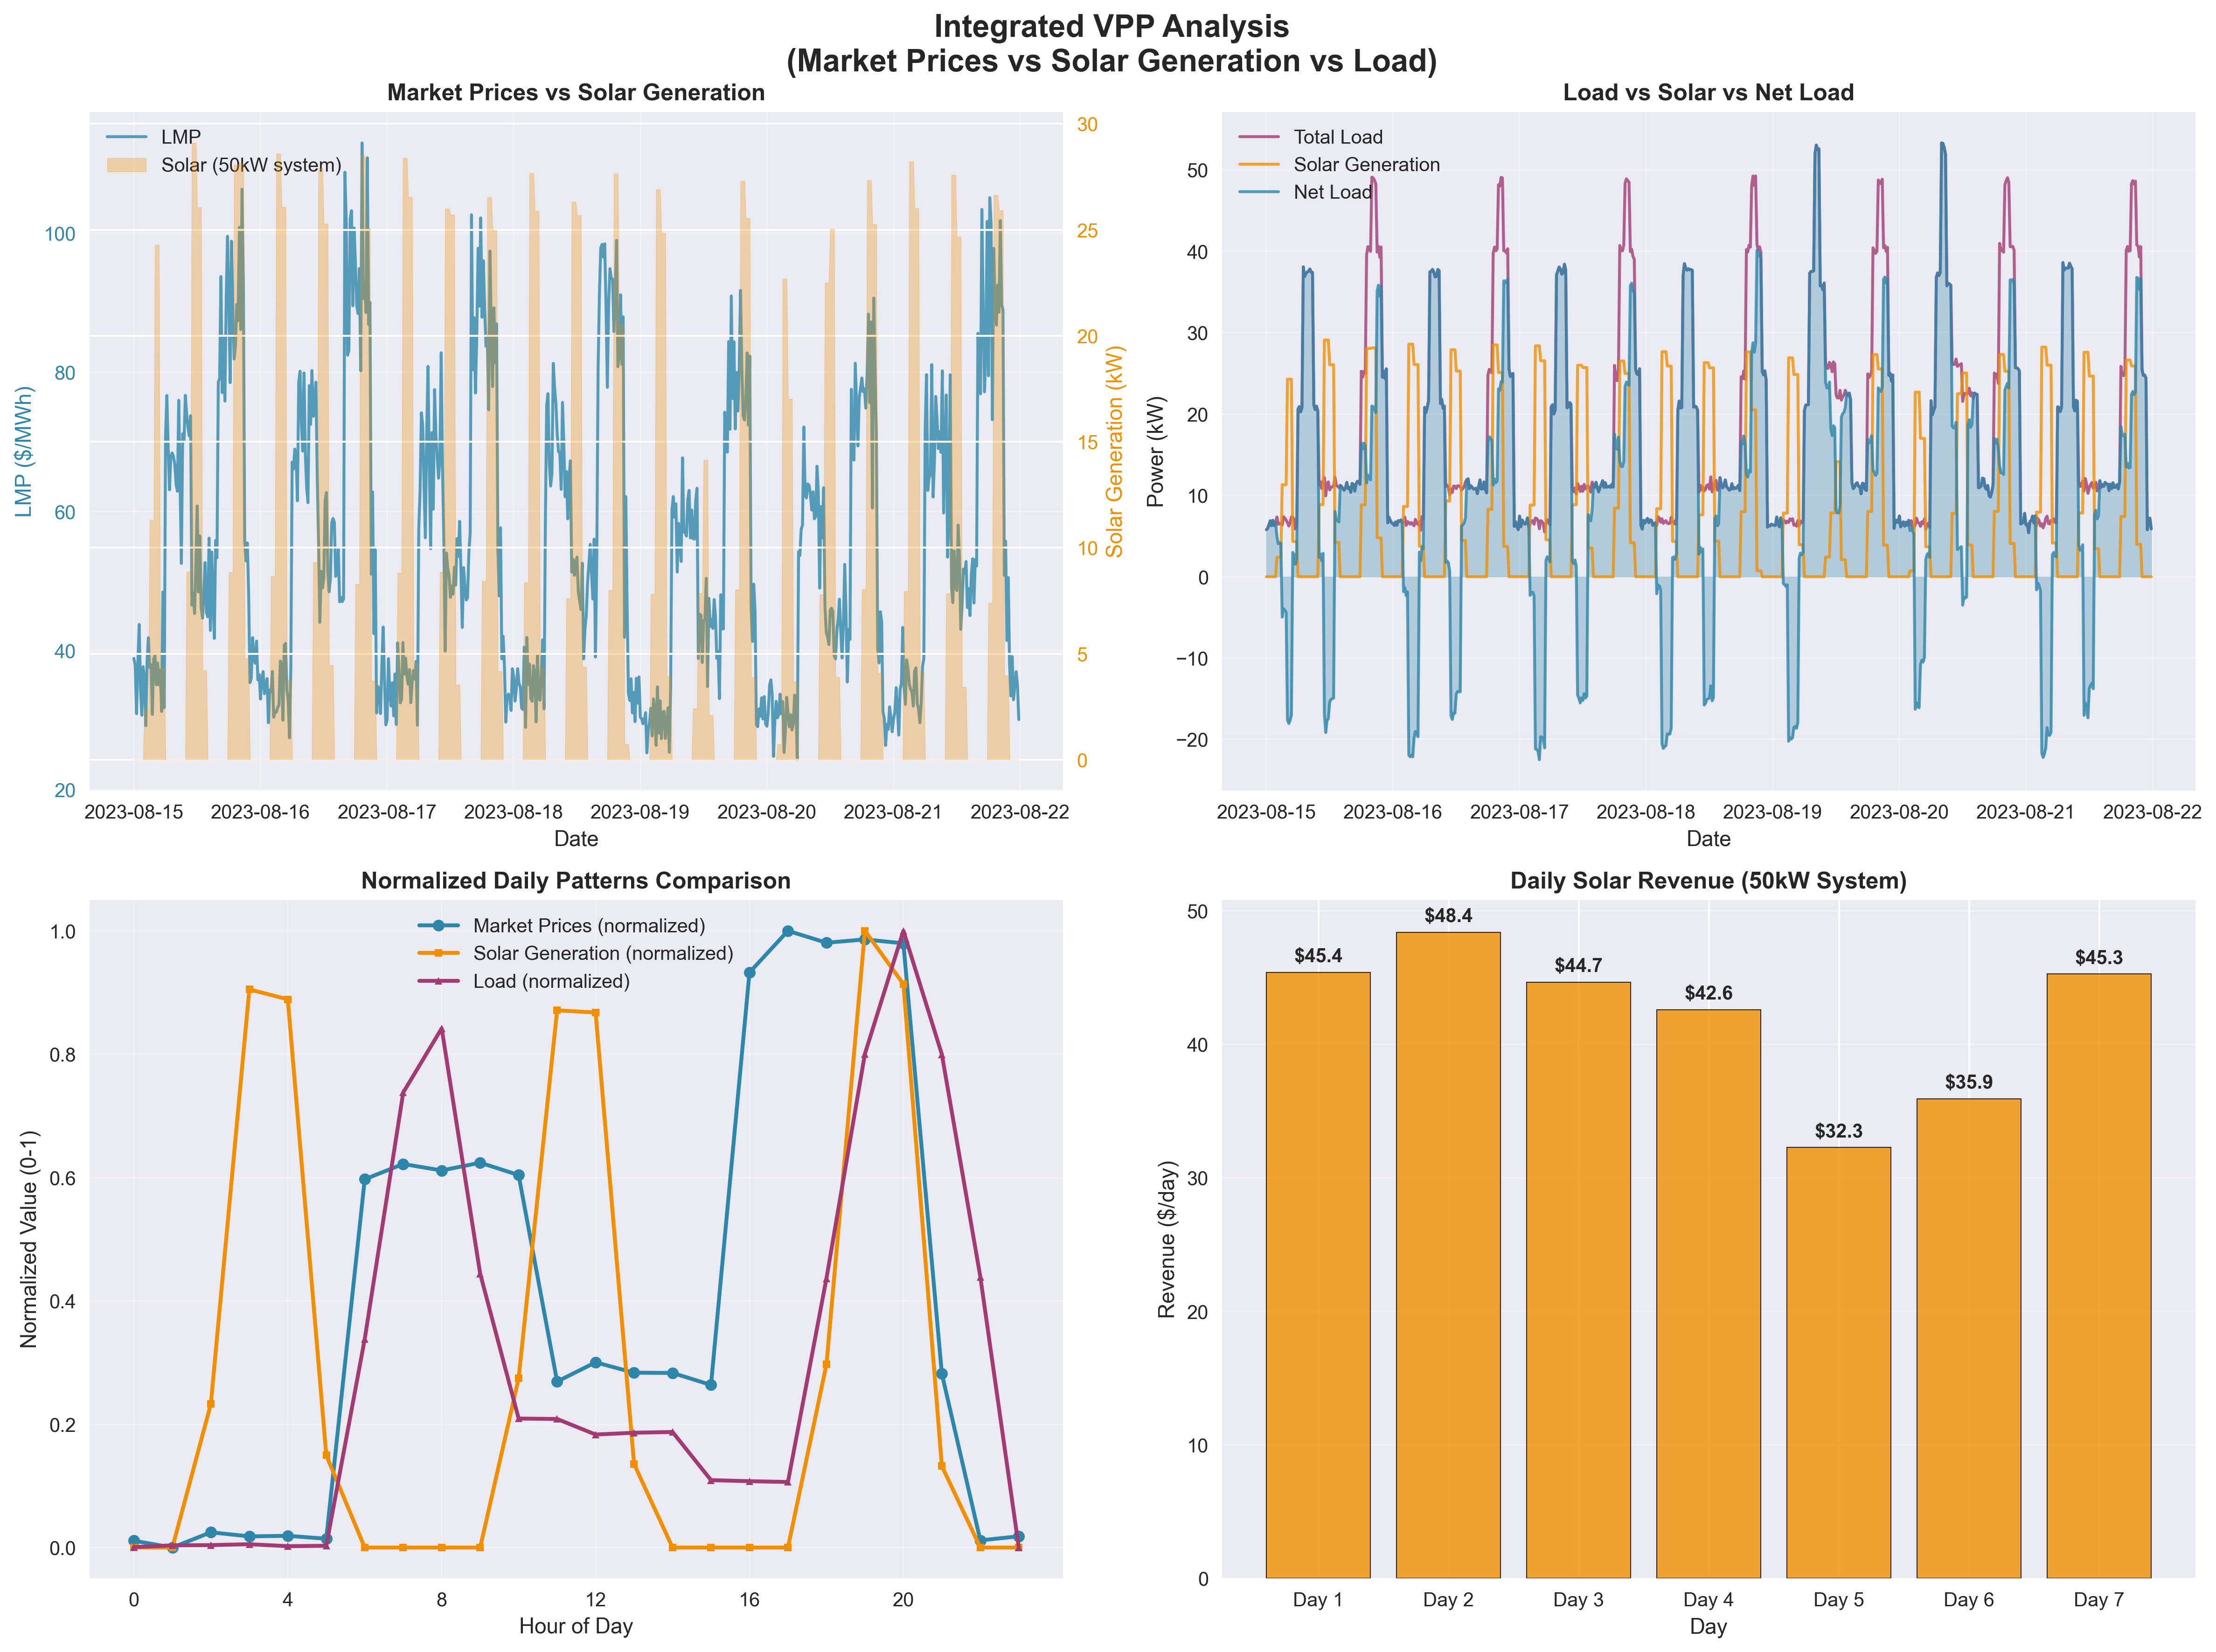 Integrated VPP Analysis
(Market Prices vs Solar Generation vs Load)
Market Prices vs Solar Generation
LMP
Solar (50kW system)
LMP ($/MWh)
100
80
60
40
20
30
25
20
15
10
5
0
Solar Generation (kW)
2023-08-15 2023-08-16 2023-08-17 2023-08-18 2023-08-19 2023-08-20 2023-08-21 2023-08-22
Date
Load vs Solar vs Net Load
Total Load
Solar Generation
Net Load
Power (kW)
50
40
30
20
10
0
−10
−20
2023-08-15 2023-08-16 2023-08-17 2023-08-18 2023-08-19 2023-08-20 2023-08-21 2023-08-22
Date
Normalized Daily Patterns Comparison
Market Prices (normalized)
Solar Generation (normalized)
Load (normalized)
Normalized Value (0-1)
1.0
0.8
0.6
0.4
0.2
0.0
0 4 8 12 16 20
Hour of Day
Daily Solar Revenue (50kW System)
Revenue ($/day)
50
40
30
20
10
0
$45.4
$48.4
$44.7
$42.6
$32.3
$35.9
$45.3
Day 1 Day 2 Day 3 Day 4 Day 5 Day 6 Day 7
Day